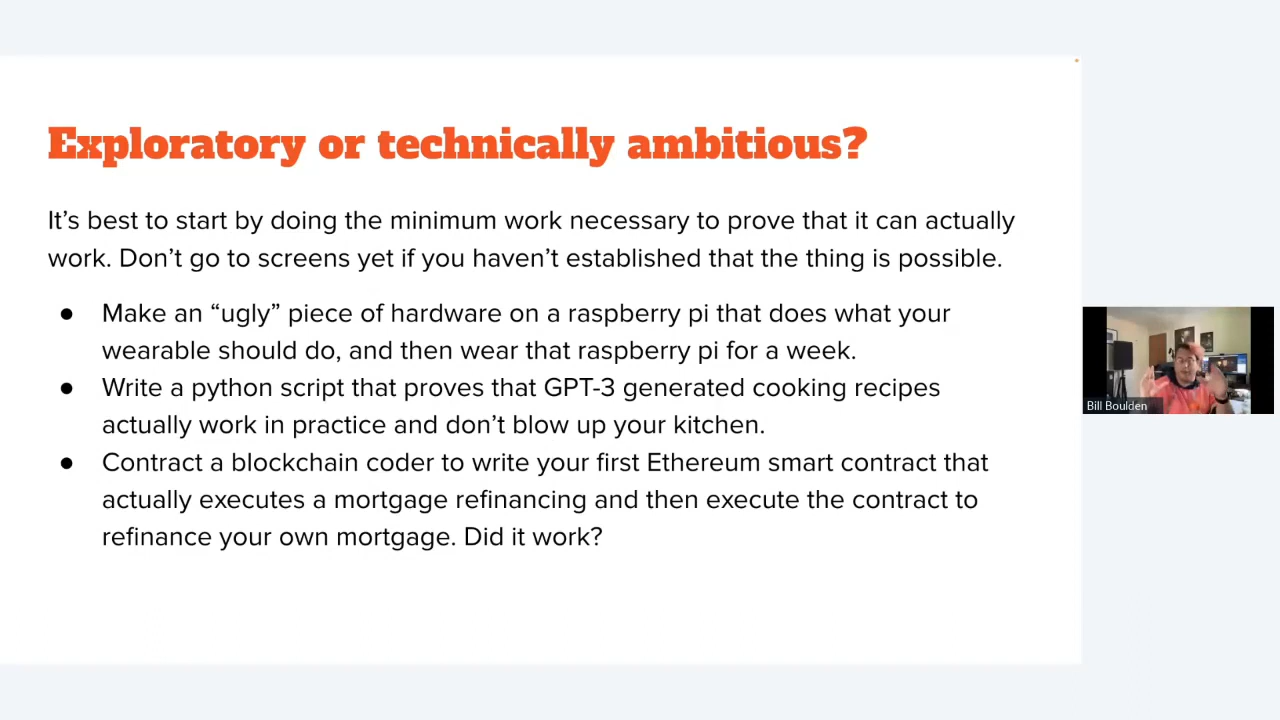 Exploratory or technically ambitious?
It’s best to start by doing the minimum work necessary to prove that it can actually
work. Don’t go to screens yet if you haven’t established that the thing is possible.
● Make an “ugly” piece of hardware on a raspberry pi that does what your
wearable should do, and then wear that raspberry pi for a week.
● Write a python script that proves that GPT-3 generated cooking recipes
actually work in practice and don’t blow up your kitchen.
● Contract a blockchain coder to write your first Ethereum smart contract that
actually executes a mortgage refinancing and then execute the contract to
refinance your own mortgage. Did it work?
Bill Boulden